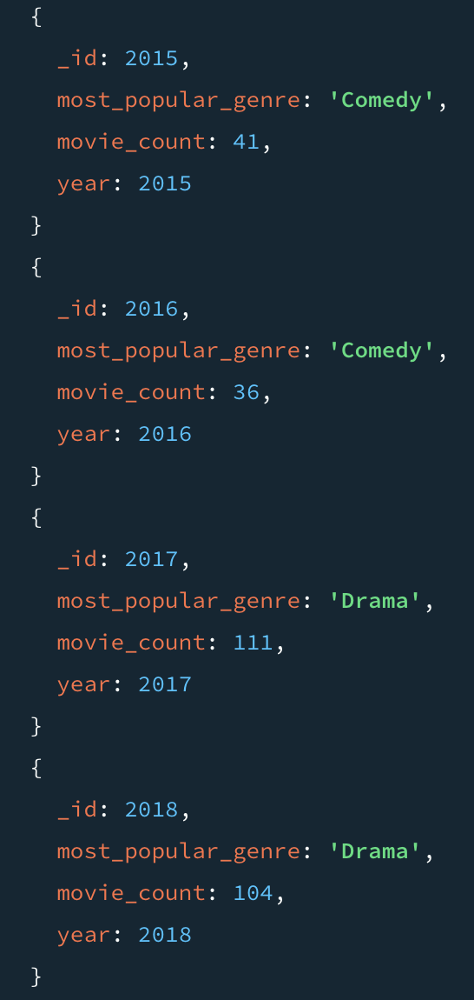 {
_id: 2015,
most_popular_genre: 'Comedy',
movie_count: 41,
year: 2015
}
{
_id: 2016,
most_popular_genre: 'Comedy',
movie_count: 36,
year: 2016
}
{
_id: 2017,
most_popular_genre: 'Drama',
movie_count: 111,
year: 2017
}
{
_id: 2018,
most_popular_genre: 'Drama',
movie_count: 104,
year: 2018
}